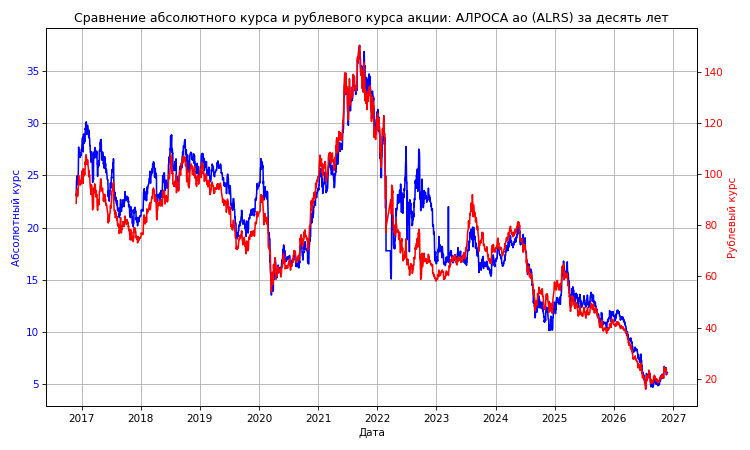 Сравнение абсолютного курса и рублевого курса акции: АЛРОСА ао (ALRS) за десять лет
35
30
25
20
15
10
5
140
120
100
80
60
40
20
Абсолютный курс
Рублевый курс
2017 2018 2019 2020 2021 2022 2023 2024 2025 2026 2027
Дата